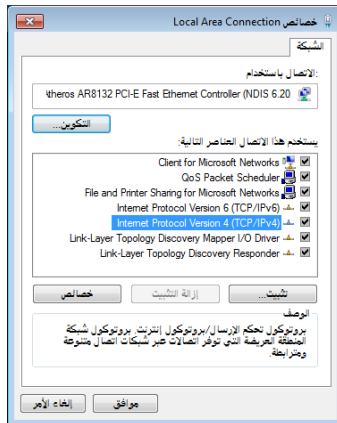 خصائص Local Area Connection
الشبكة
الاتصال باستخدام:
theros AR8132 PCI-E Fast Ethernet Controller (NDIS 6.20
التكوين...
يستخدم هذا الاتصال العناصر التالية:
Client for Microsoft Networks
QoS Packet Scheduler
File and Printer Sharing for Microsoft Networks
Internet Protocol Version 6 (TCP/IPv6)
Internet Protocol Version 4 (TCP/IPv4)
Link-Layer Topology Discovery Mapper I/O Driver
Link-Layer Topology Discovery Responder
تثبيت... إزالة التثبيت خصائص
الوصف
بروتوكول تحكم الإرسال/بروتوكول إنترنت. بروتوكول شبكة
المنطقة العريضة التي توفر اتصالات عبر شبكات اتصال متنوعة
ومترابطة.
موافق إلغاء الأمر